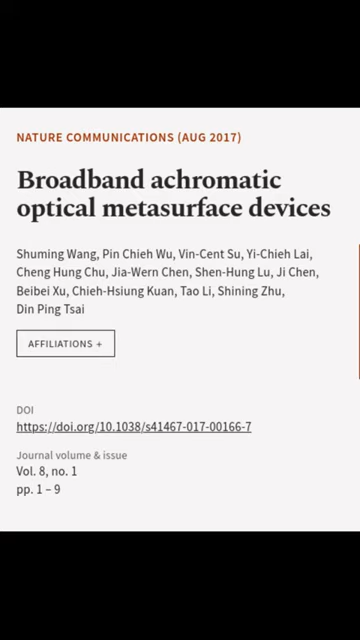 NATURE COMMUNICATIONS (AUG 2017)
Broadband achromatic
optical metasurface devices
Shuming Wang, Pin Chieh Wu, Vin-Cent Su, Yi-Chieh Lai,
Cheng Hung Chu, Jia-Wern Chen, Shen-Hung Lu, Ji Chen,
Beibei Xu, Chieh-Hsiung Kuan, Tao Li, Shining Zhu,
Din Ping Tsai
AFFILIATIONS +
DOI
https://doi.org/10.1038/s41467-017-00166-7
Journal volume & issue
Vol. 8, no. 1
pp. 1 – 9